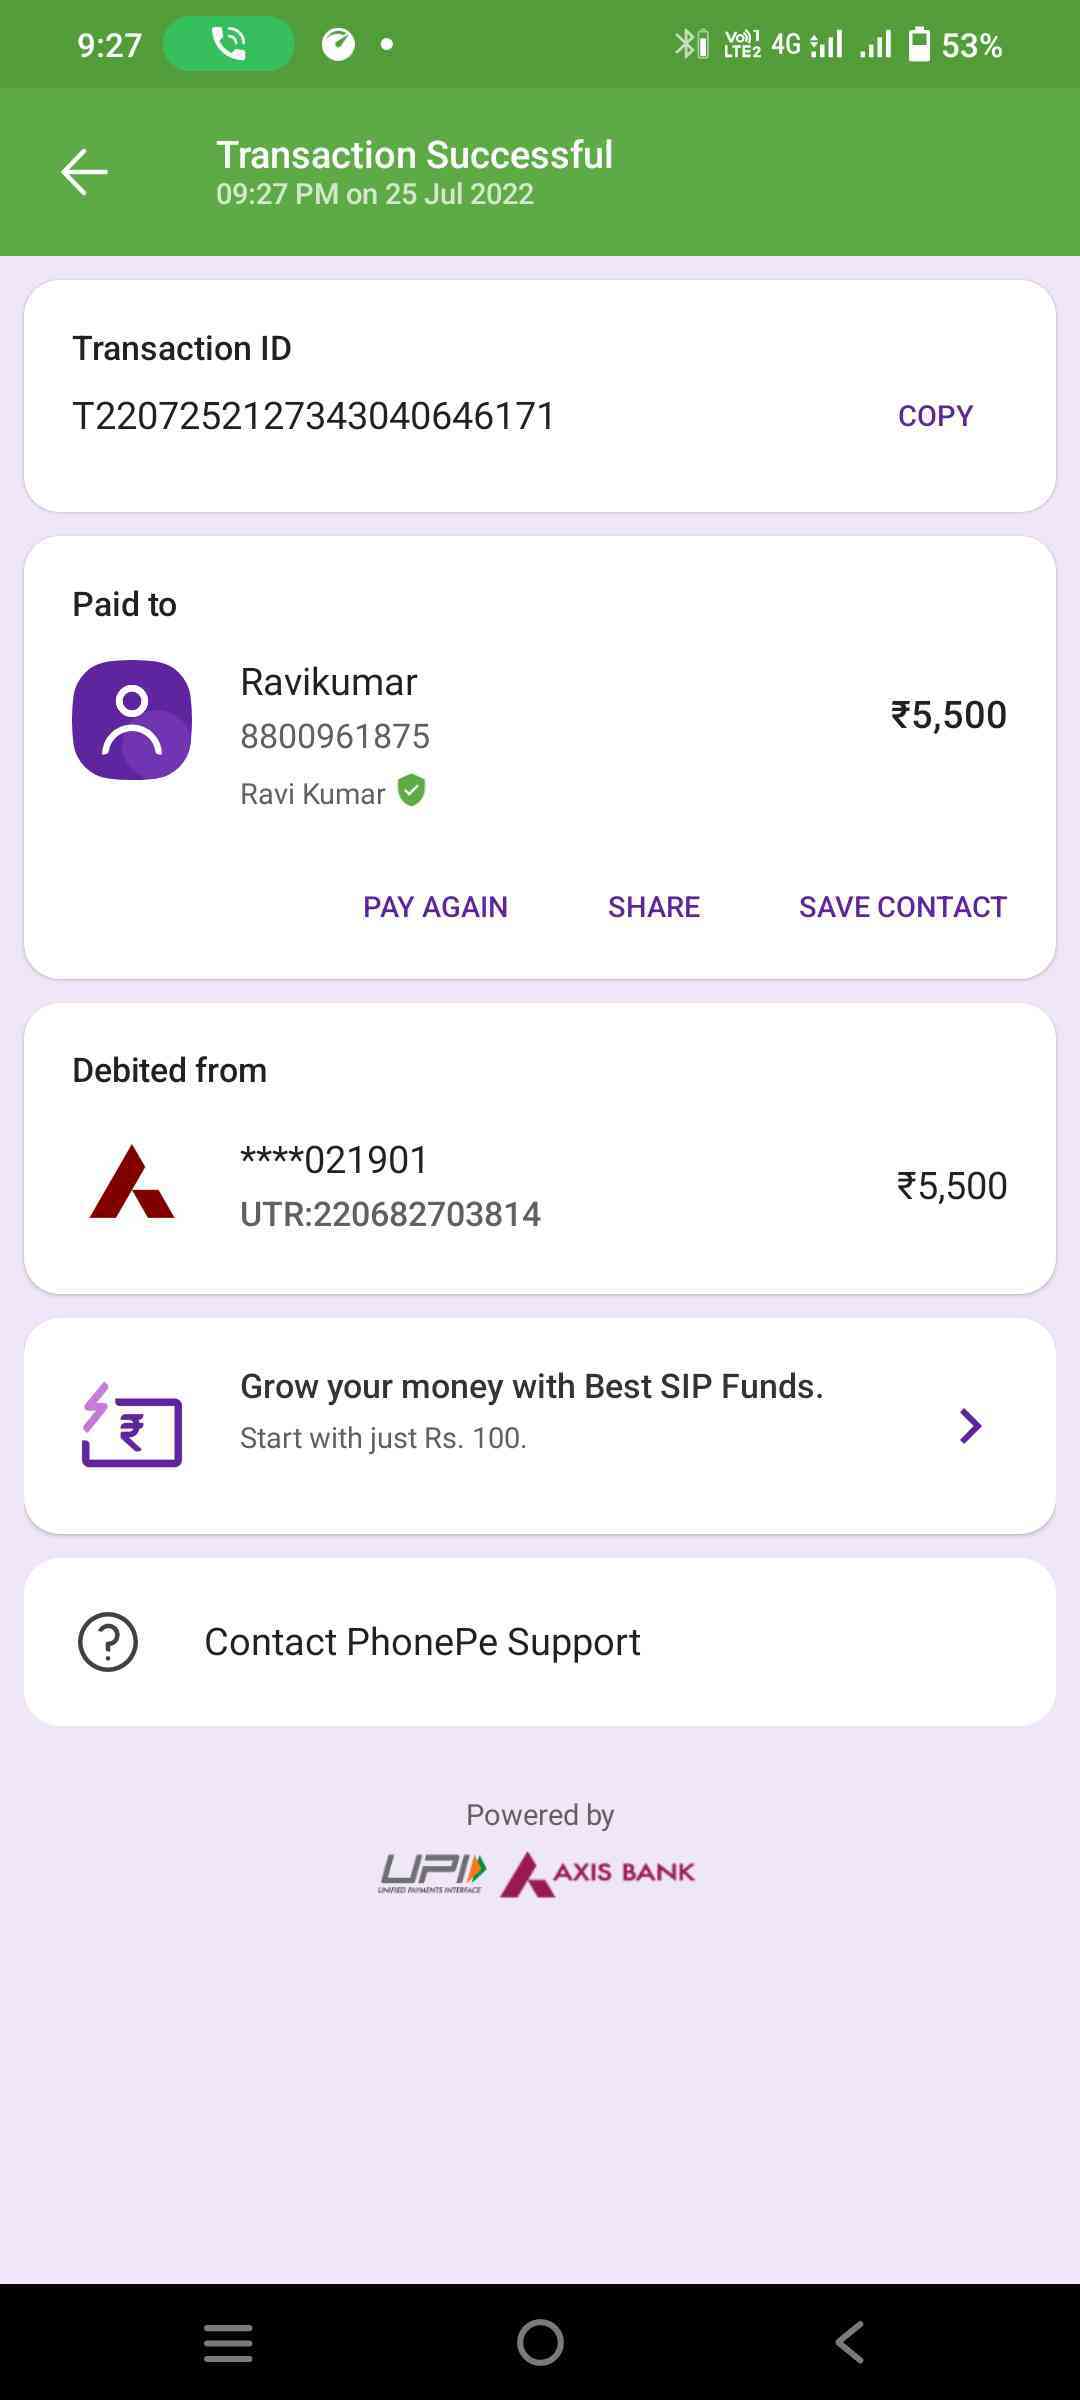 9:27
Vo))1 LTE2 4G 53%
Transaction Successful
09:27 PM on 25 Jul 2022
Transaction ID
T2207252127343040646171
COPY
Paid to
Ravikumar
8800961875
₹5,500
Ravi Kumar
PAY AGAIN
SHARE
SAVE CONTACT
Debited from
****021901
UTR:220682703814
₹5,500
Grow your money with Best SIP Funds.
Start with just Rs. 100.
Contact PhonePe Support
Powered by
UPI
UNIFIED PAYMENTS INTERFACE
AXIS BANK